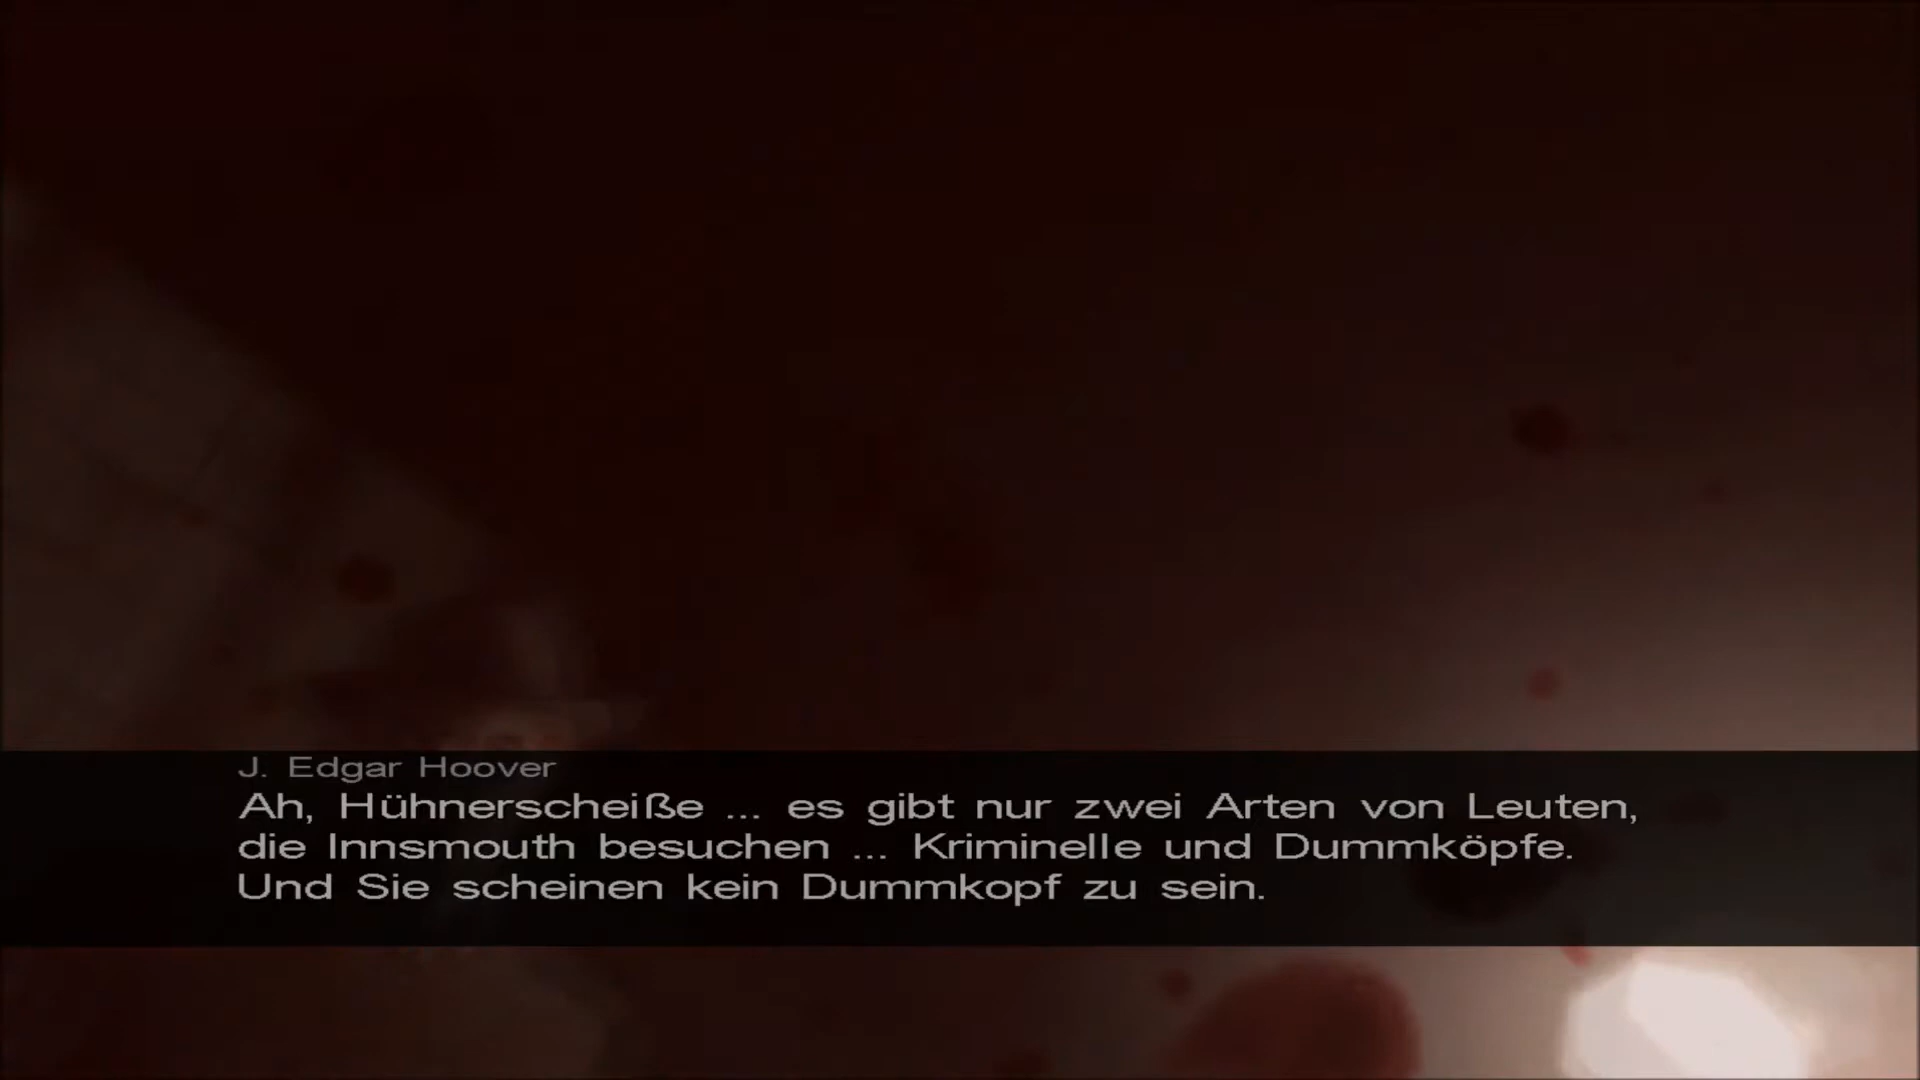 J. Edgar Hoover
Ah, Hühnerscheiße ... es gibt nur zwei Arten von Leuten,
die Innsmouth besuchen ... Kriminelle und Dummköpfe.
Und Sie scheinen kein Dummkopf zu sein.